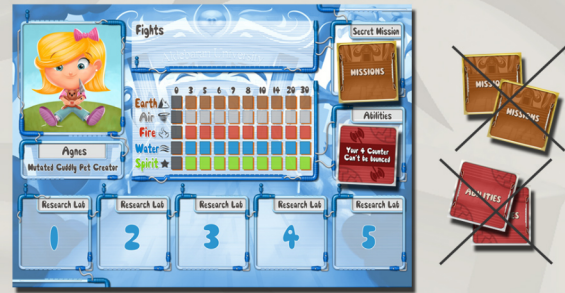 Fights
Secret Mission
MISSIONS
0 3 5 6 7 8 10 14 20 30
Earth
Air
Fire
Water
Spirit
Abilities
Your 4 Counter
Can't be bounced
Agnes
Mutated Cuddly Pet Creator
Research Lab
Research Lab
Research Lab
Research Lab
Research Lab
1
2
3
4
5
MISSIONS
ABILITIES